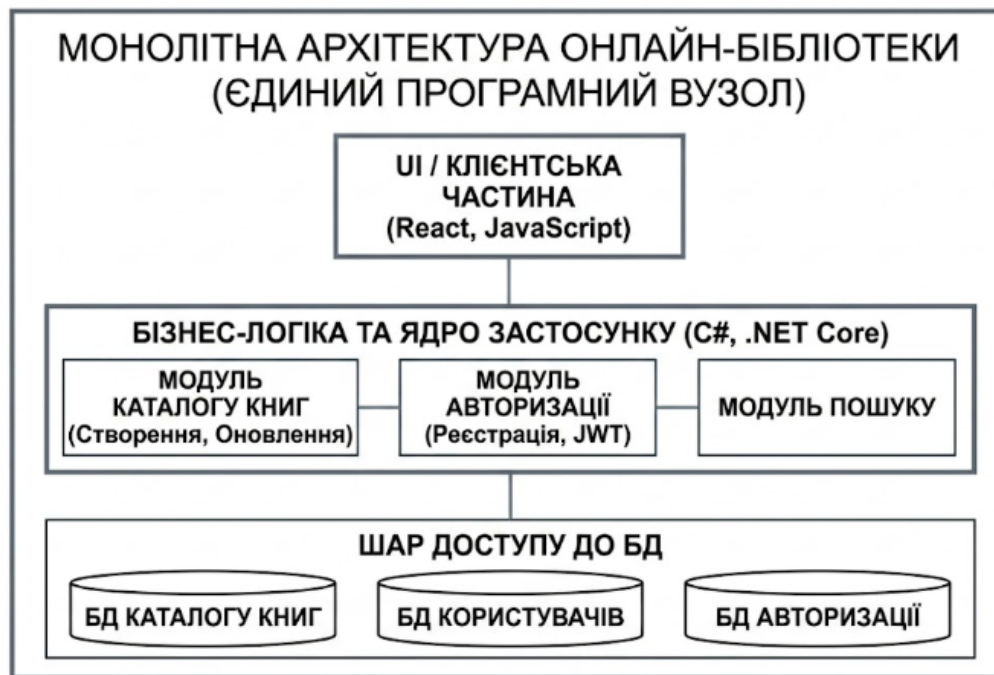 МОНОЛІТНА АРХІТЕКТУРА ОНЛАЙН-БІБЛІОТЕКИ
(ЄДИНИЙ ПРОГРАМНИЙ ВУЗОЛ)
UI / КЛІЄНТСЬКА
ЧАСТИНА
(React, JavaScript)
БІЗНЕС-ЛОГІКА ТА ЯДРО ЗАСТОСУНКУ (C#, .NET Core)
МОДУЛЬ
КАТАЛОГУ КНИГ
(Створення, Оновлення)
МОДУЛЬ
АВТОРИЗАЦІЇ
(Реєстрація, JWT)
МОДУЛЬ ПОШУКУ
ШАР ДОСТУПУ ДО БД
БД КАТАЛОГУ КНИГ
БД КОРИСТУВАЧІВ
БД АВТОРИЗАЦІЇ